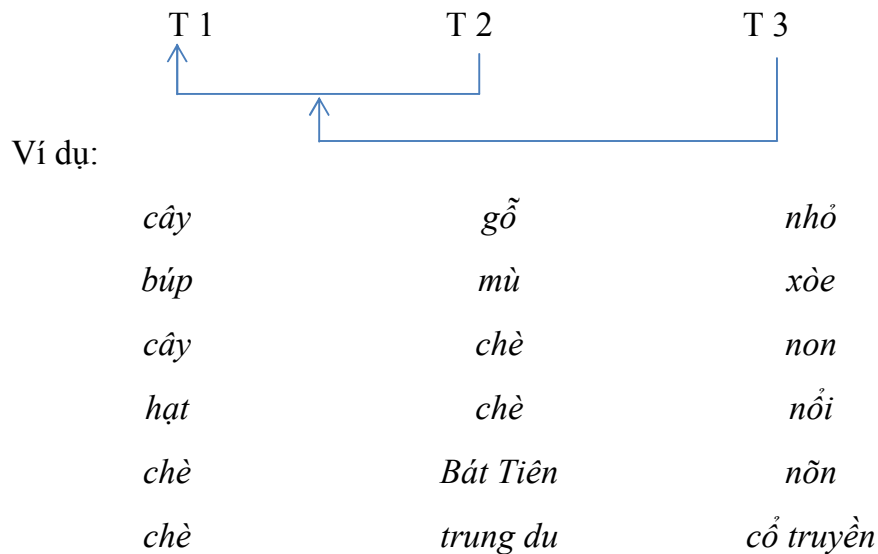 T 1 T 2 T 3
Ví dụ:
cây gỗ nhỏ
búp mù xòe
cây chè non
hạt chè nổi
chè Bát Tiên nõn
chè trung du cổ truyền